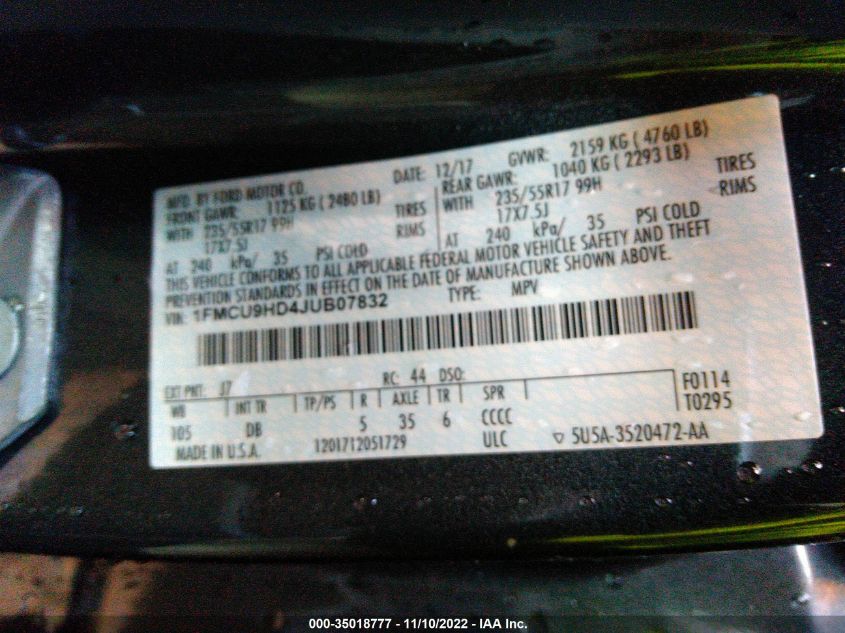 MFD. BY FORD MOTOR CO.
DATE: 12/17 GVWR: 2159 KG ( 4760 LB)
FRONT GAWR: 1125 KG ( 2480 LB)
REAR GAWR: 1040 KG ( 2293 LB)
WITH 235/55R17 99H TIRES
WITH 235/55R17 99H TIRES
17X7.5J RIMS
17X7.5J RIMS
AT 240 kPa/ 35 PSI COLD
AT 240 kPa/ 35 PSI COLD
THIS VEHICLE CONFORMS TO ALL APPLICABLE FEDERAL MOTOR VEHICLE SAFETY AND THEFT
PREVENTION STANDARDS IN EFFECT ON THE DATE OF MANUFACTURE SHOWN ABOVE.
VIN: 1FMCU9HD4JUB07832 TYPE: MPV
EXT PNT: J7 RC: 44 DSO:
WB INT TR TP/PS R AXLE TR SPR F0114
105 DB 5 35 6 CCCC T0295
MADE IN U.S.A. 1201712051729 ULC ▽ 5U5A-3520472-AA
000-35018777 - 11/10/2022 - IAA Inc.